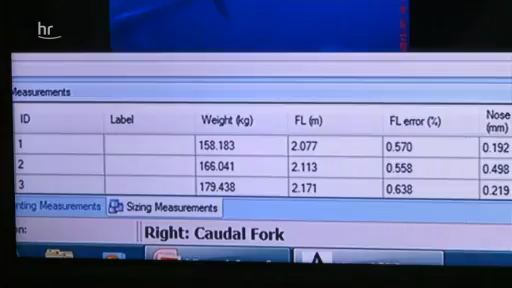 hr
Measurements
ID Label Weight (kg) FL (m) FL error (%) Nose (mm)
1 158.183 2.077 0.570 0.192
2 166.041 2.113 0.558 0.498
3 179.438 2.171 0.638 0.219
nting Measurements Sizing Measurements
on: Right: Caudal Fork